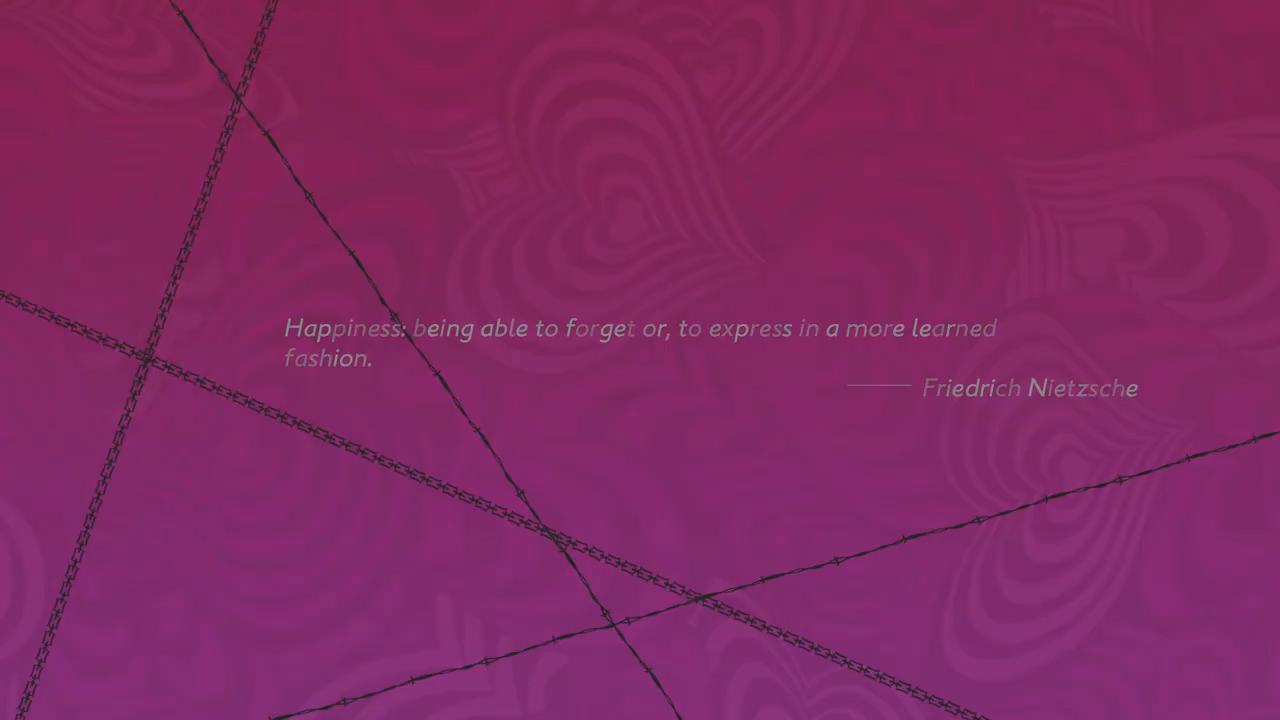 Happiness: being able to forget or, to express in a more learned
fashion.
Friedrich Nietzsche